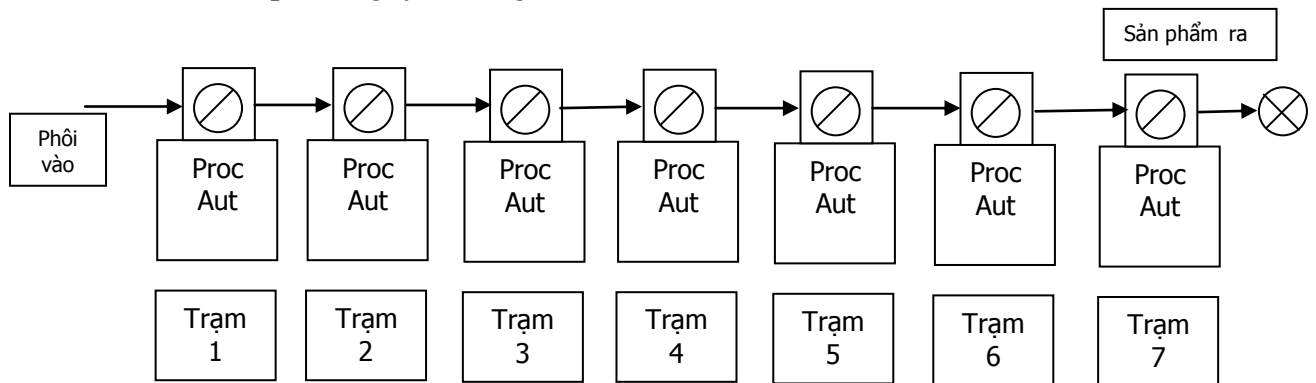 Sản phẩm ra
Phôi
vào
Proc
Aut
Proc
Aut
Proc
Aut
Proc
Aut
Proc
Aut
Proc
Aut
Proc
Aut
Trạm
1
Trạm
2
Trạm
3
Trạm
4
Trạm
5
Trạm
6
Trạm
7